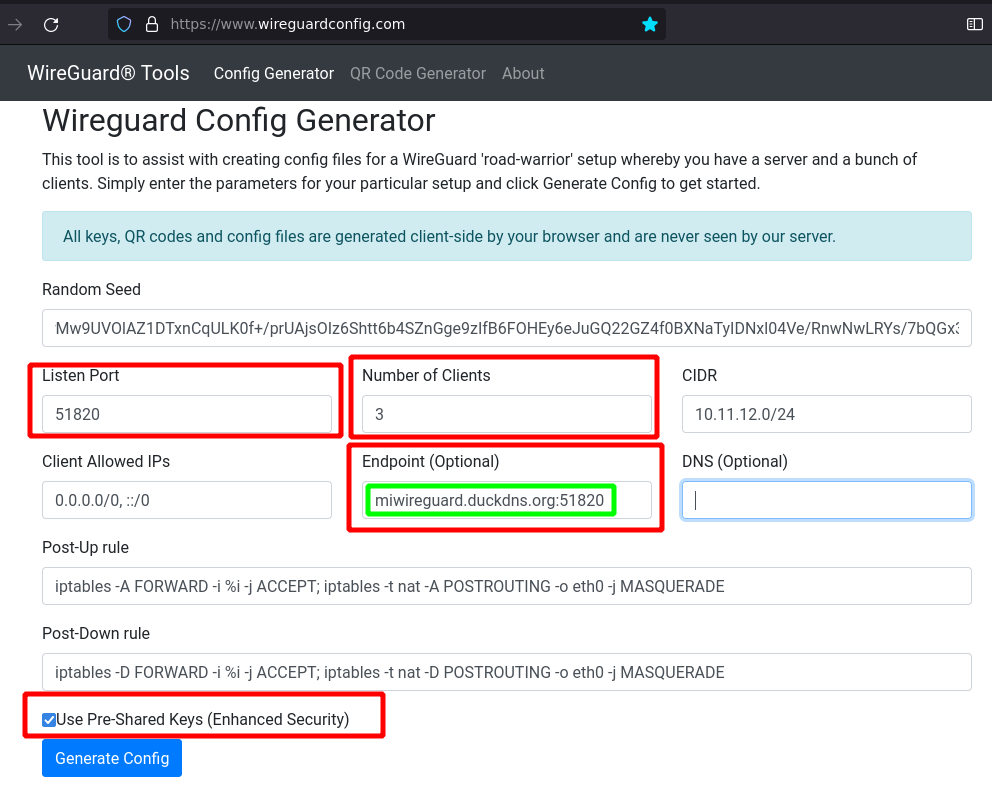 https://www.wireguardconfig.com
WireGuard® Tools Config Generator QR Code Generator About
Wireguard Config Generator
This tool is to assist with creating config files for a WireGuard 'road-warrior' setup whereby you have a server and a bunch of
clients. Simply enter the parameters for your particular setup and click Generate Config to get started.
All keys, QR codes and config files are generated client-side by your browser and are never seen by our server.
Random Seed
Listen Port Number of Clients CIDR
51820 3 10.11.12.0/24
Client Allowed IPs Endpoint (Optional) DNS (Optional)
0.0.0.0/0, ::/0 miwireguard.duckdns.org:51820
Post-Up rule
iptables -A FORWARD -i %i -j ACCEPT; iptables -t nat -A POSTROUTING -o eth0 -j MASQUERADE
Post-Down rule
iptables -D FORWARD -i %i -j ACCEPT; iptables -t nat -D POSTROUTING -o eth0 -j MASQUERADE
Use Pre-Shared Keys (Enhanced Security)
Generate Config